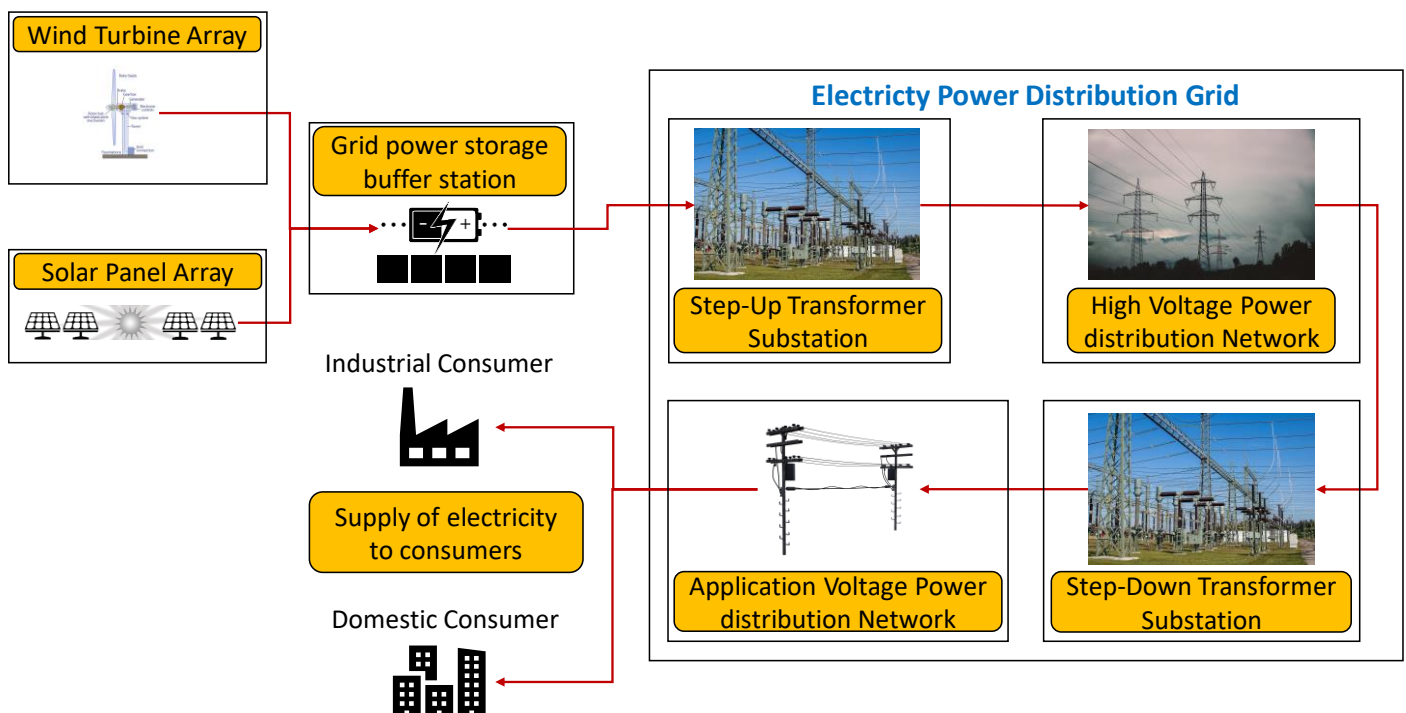 Wind Turbine Array
Solar Panel Array
Grid power storage
buffer station
- +
Electricty Power Distribution Grid
Step-Up Transformer
Substation
High Voltage Power
distribution Network
Step-Down Transformer
Substation
Application Voltage Power
distribution Network
Industrial Consumer
Supply of electricity
to consumers
Domestic Consumer